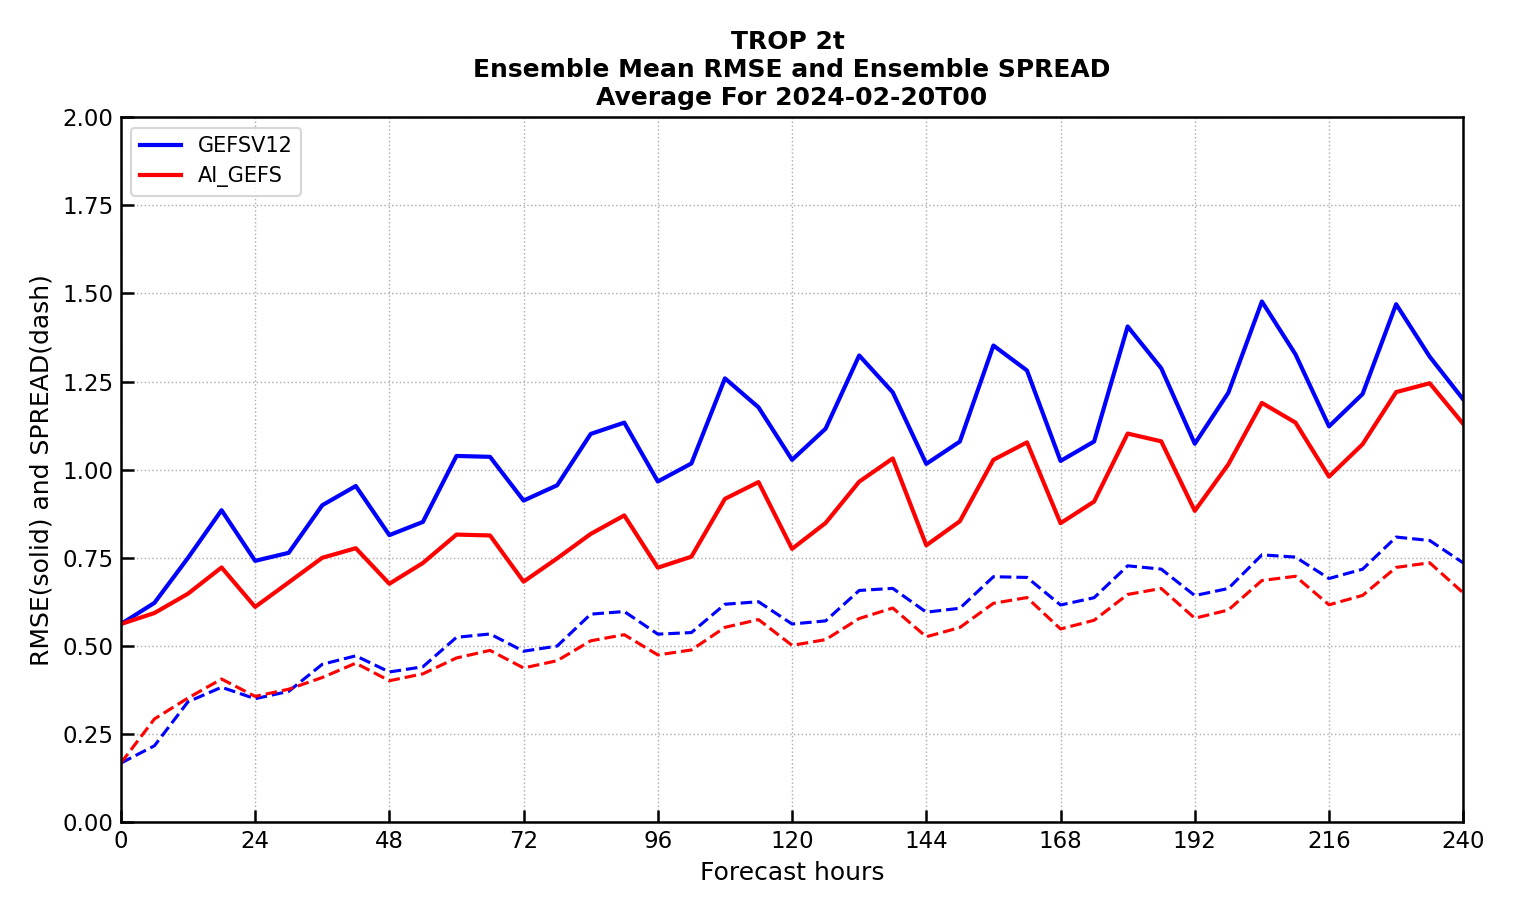 TROP 2t
Ensemble Mean RMSE and Ensemble SPREAD
Average For 2024-02-20T00
GEFSV12
AI_GEFS
RMSE(solid) and SPREAD(dash)
2.00
1.75
1.50
1.25
1.00
0.75
0.50
0.25
0.00
0 24 48 72 96 120 144 168 192 216 240
Forecast hours